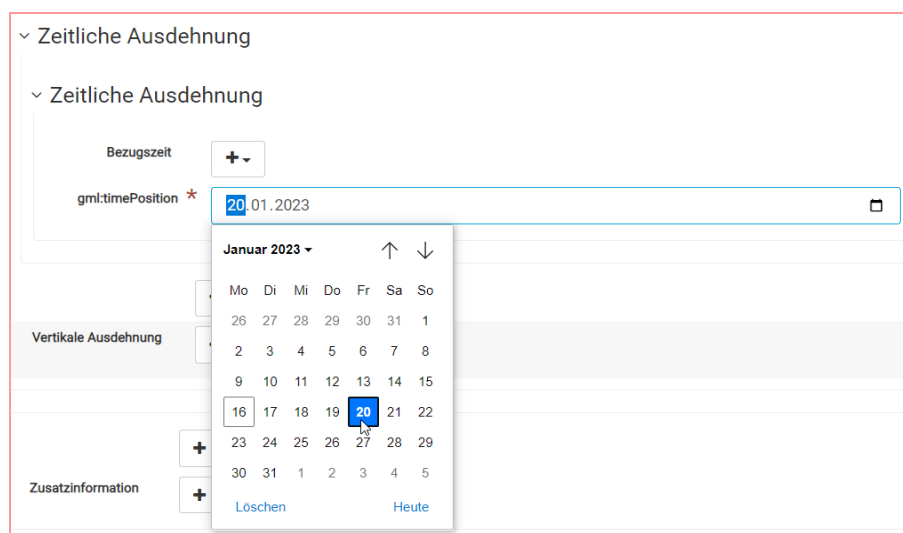 Zeitliche Ausdehnung
Zeitliche Ausdehnung
Bezugszeit
gml:timePosition * 20.01.2023
Januar 2023
Mo Di Mi Do Fr Sa So
26 27 28 29 30 31 1
2 3 4 5 6 7 8
Vertikale Ausdehnung
9 10 11 12 13 14 15
16 17 18 19 20 21 22
23 24 25 26 27 28 29
30 31 1 2 3 4 5
Zusatzinformation
Löschen Heute